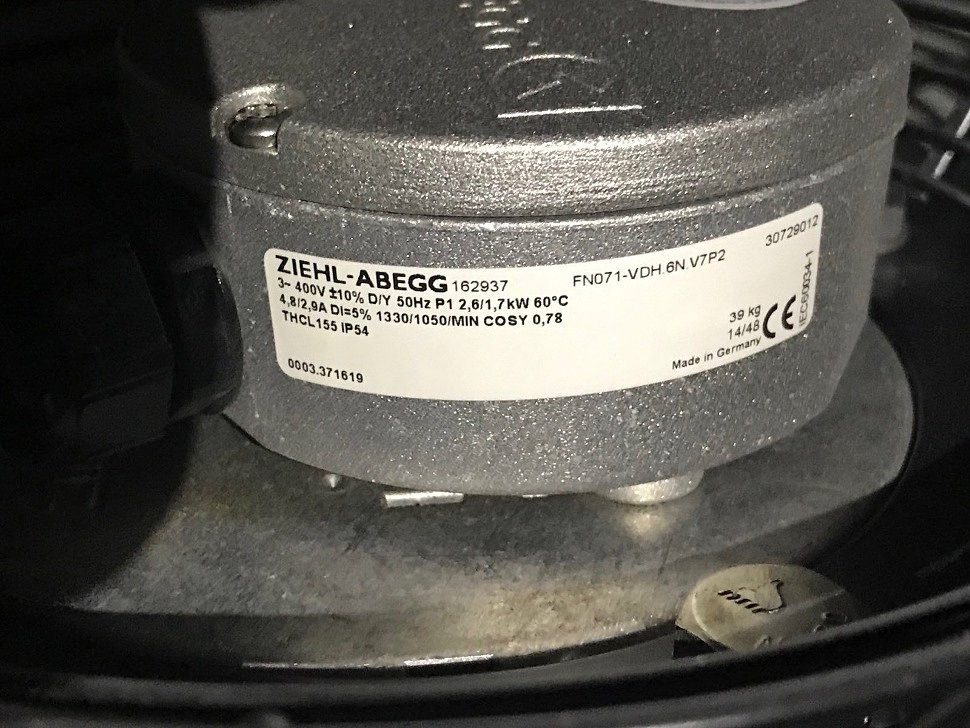 ZIEHL-ABEGG 162937 FN071-VDH.6N.V7P2 30729012
3~ 400V ±10% D/Y 50Hz P1 2,6/1,7kW 60°C
4,8/2,9A DI=5% 1330/1050/MIN COSY 0,78
THCL155 IP54
39 kg
14/48
CE
IEC60034-1
0003.371619
Made in Germany